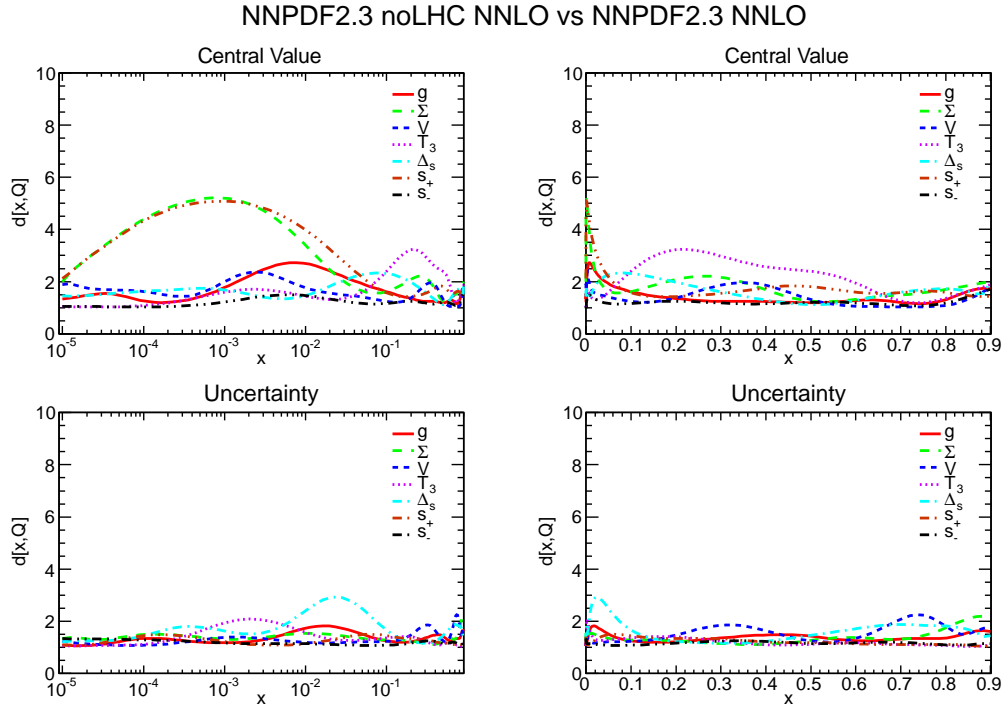 NNPDF2.3 noLHC NNLO vs NNPDF2.3 NNLO
Central Value
d[x,Q]
10
8
6
4
2
0
10⁻⁵
10⁻⁴
10⁻³
10⁻²
10⁻¹
x
g
Σ
V
T₃
Δₛ
s₊
s₋
Central Value
d[x,Q]
10
8
6
4
2
0
0 0.1 0.2 0.3 0.4 0.5 0.6 0.7 0.8 0.9
x
g
Σ
V
T₃
Δₛ
s₊
s₋
Uncertainty
d[x,Q]
10
8
6
4
2
0
10⁻⁵
10⁻⁴
10⁻³
10⁻²
10⁻¹
x
g
Σ
V
T₃
Δₛ
s₊
s₋
Uncertainty
d[x,Q]
10
8
6
4
2
0
0 0.1 0.2 0.3 0.4 0.5 0.6 0.7 0.8 0.9
x
g
Σ
V
T₃
Δₛ
s₊
s₋